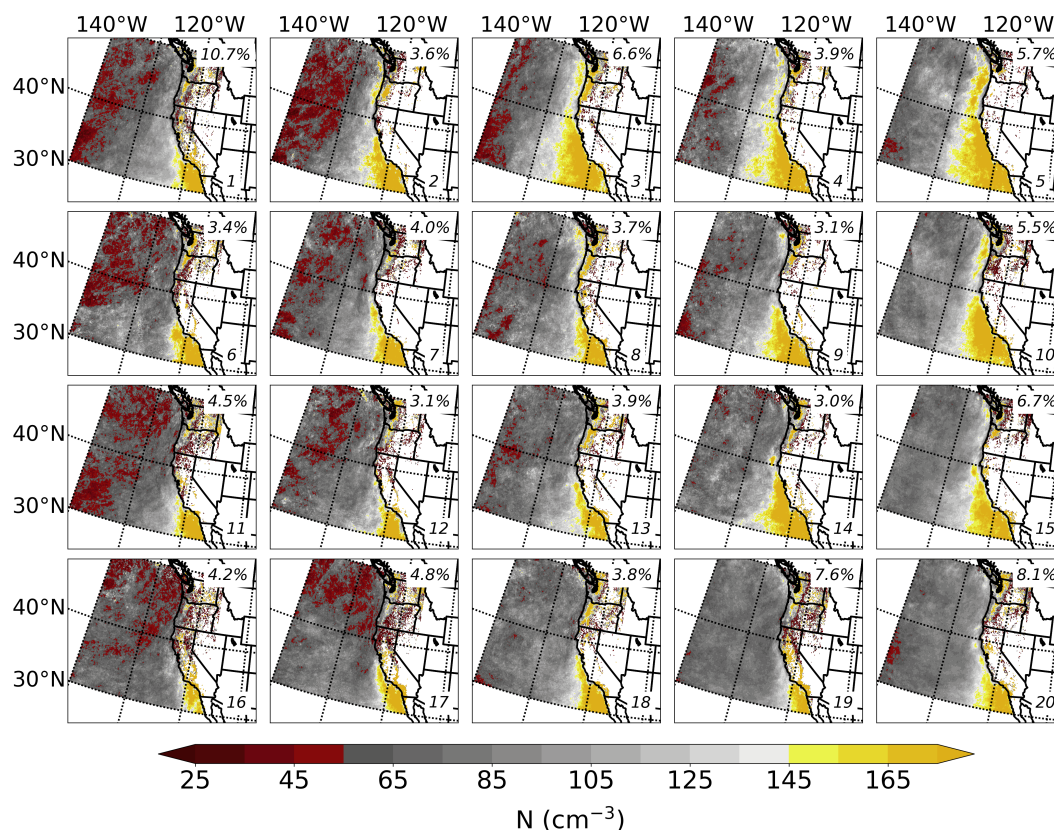 140°W 120°W 140°W 120°W 140°W 120°W 140°W 120°W 140°W 120°W
40°N 10.7% 3.6% 6.6% 3.9% 5.7%
30°N 1 2 3 4 5
40°N 3.4% 4.0% 3.7% 3.1% 5.5%
30°N 6 7 8 9 10
40°N 4.5% 3.1% 3.9% 3.0% 6.7%
30°N 11 12 13 14 15
40°N 4.2% 4.8% 3.8% 7.6% 8.1%
30°N 16 17 18 19 20
25 45 65 85 105 125 145 165
N (cm⁻³)